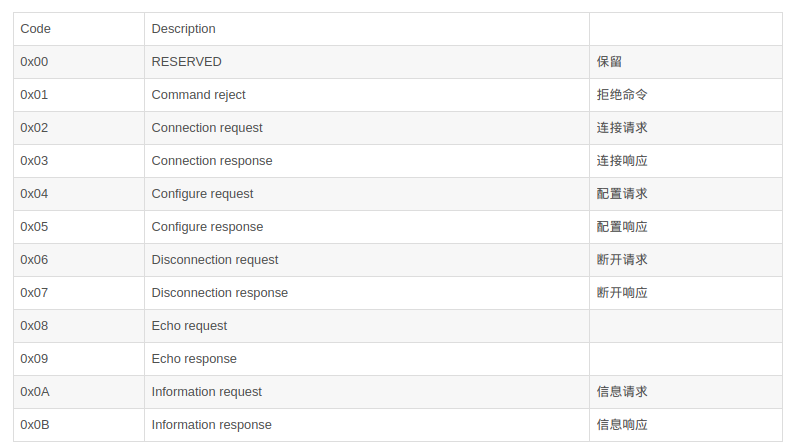 Code Description
0x00 RESERVED 保留
0x01 Command reject 拒绝命令
0x02 Connection request 连接请求
0x03 Connection response 连接响应
0x04 Configure request 配置请求
0x05 Configure response 配置响应
0x06 Disconnection request 断开请求
0x07 Disconnection response 断开响应
0x08 Echo request
0x09 Echo response
0x0A Information request 信息请求
0x0B Information response 信息响应